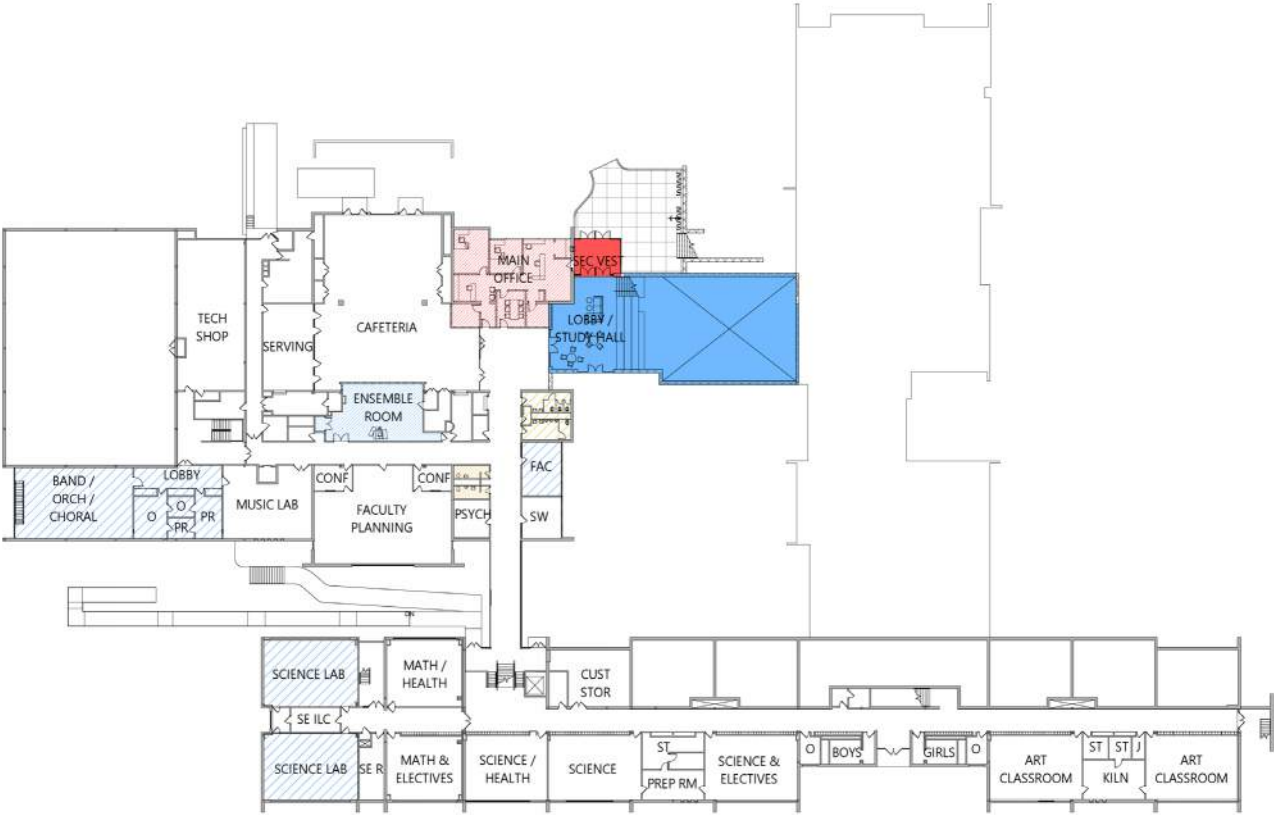 MAIN
OFFICE
SEC VEST
TECH
SHOP
SERVING
CAFETERIA
LOBBY /
STUDY HALL
ENSEMBLE
ROOM
BAND /
ORCH /
CHORAL
LOBBY
O
O
PR
PR
MUSIC LAB
CONF
CONF
FACULTY
PLANNING
PSYCH
FAC
SW
SCIENCE LAB
MATH /
HEALTH
CUST
STOR
SE ILC
SCIENCE LAB
SE R
MATH &
ELECTIVES
SCIENCE /
HEALTH
SCIENCE
ST
PREP RM
SCIENCE &
ELECTIVES
O
BOYS
GIRLS
O
ART
CLASSROOM
ST
ST
J
KILN
ART
CLASSROOM